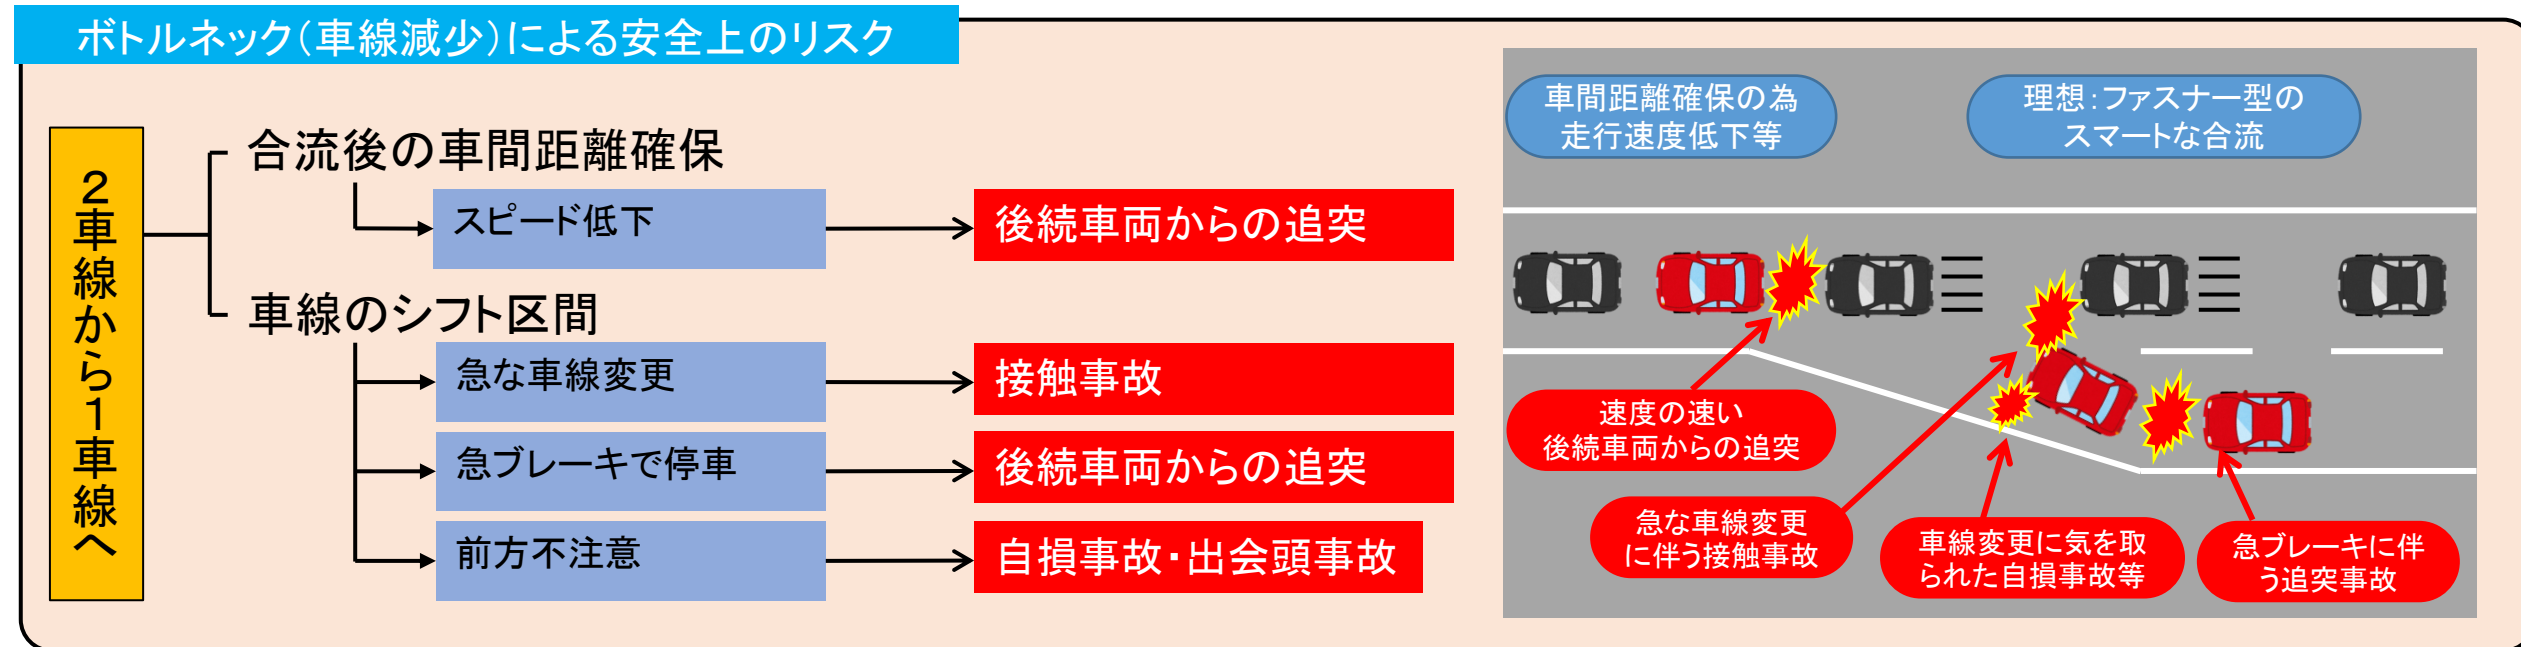 ボトルネック（車線減少）による安全上のリスク
２車線から１車線へ
合流後の車間距離確保
スピード低下
後続車両からの追突
車線のシフト区間
急な車線変更
接触事故
急ブレーキで停車
後続車両からの追突
前方不注意
自損事故・出会頭事故
車間距離確保の為
走行速度低下等
理想：ファスナー型の
スマートな合流
速度の速い
後続車両からの追突
急な車線変更
に伴う接触事故
車線変更に気を取
られた自損事故等
急ブレーキに伴
う追突事故